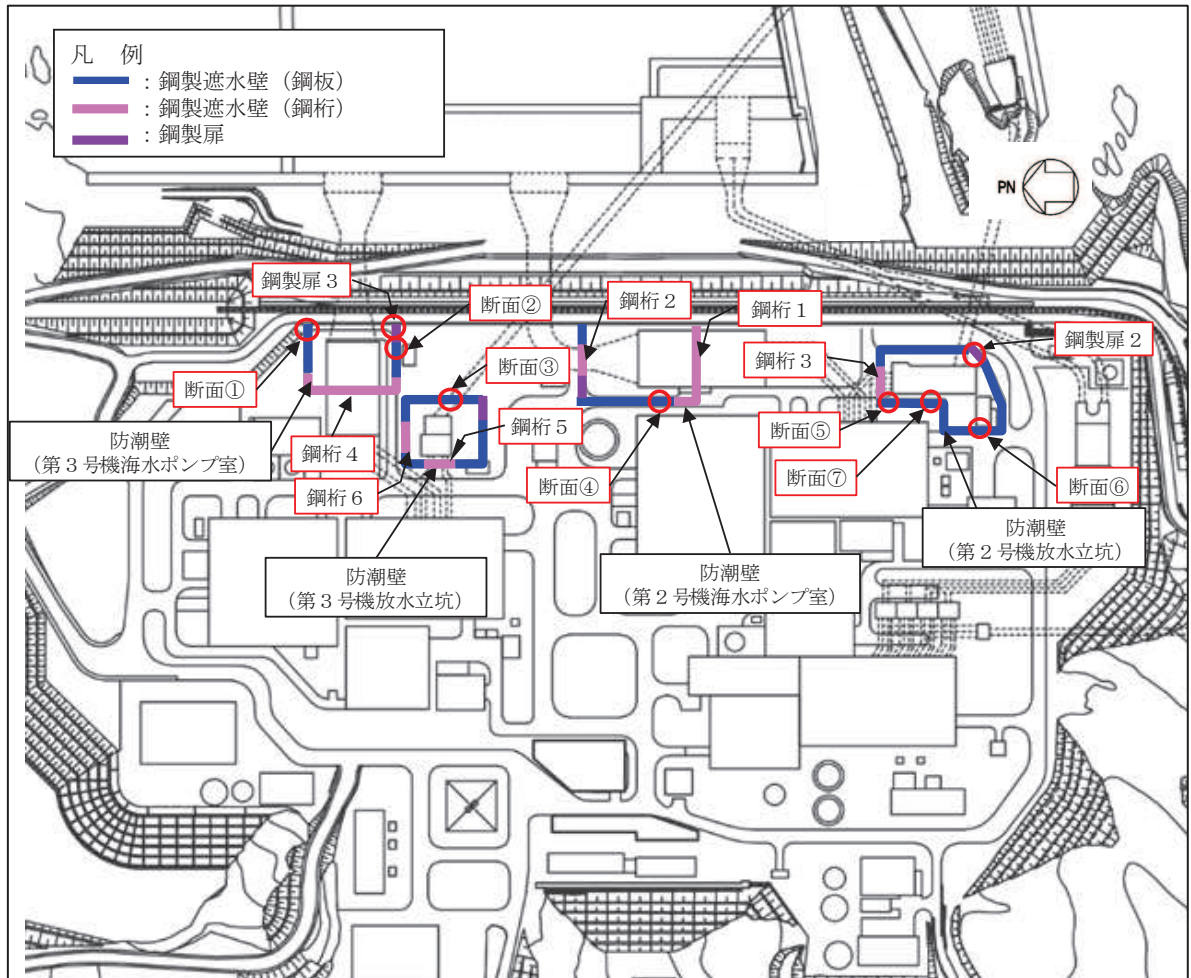 凡 例
：鋼製遮水壁（鋼板）
：鋼製遮水壁（鋼桁）
：鋼製扉
PN
鋼製扉３
断面②
鋼桁２
鋼桁１
断面③
鋼桁３
鋼製扉２
断面①
防潮壁
（第３号機海水ポンプ室）
鋼桁４
鋼桁５
鋼桁６
断面④
断面⑤
断面⑦
断面⑥
防潮壁
（第３号機放水立坑）
防潮壁
（第２号機海水ポンプ室）
防潮壁
（第２号機放水立坑）